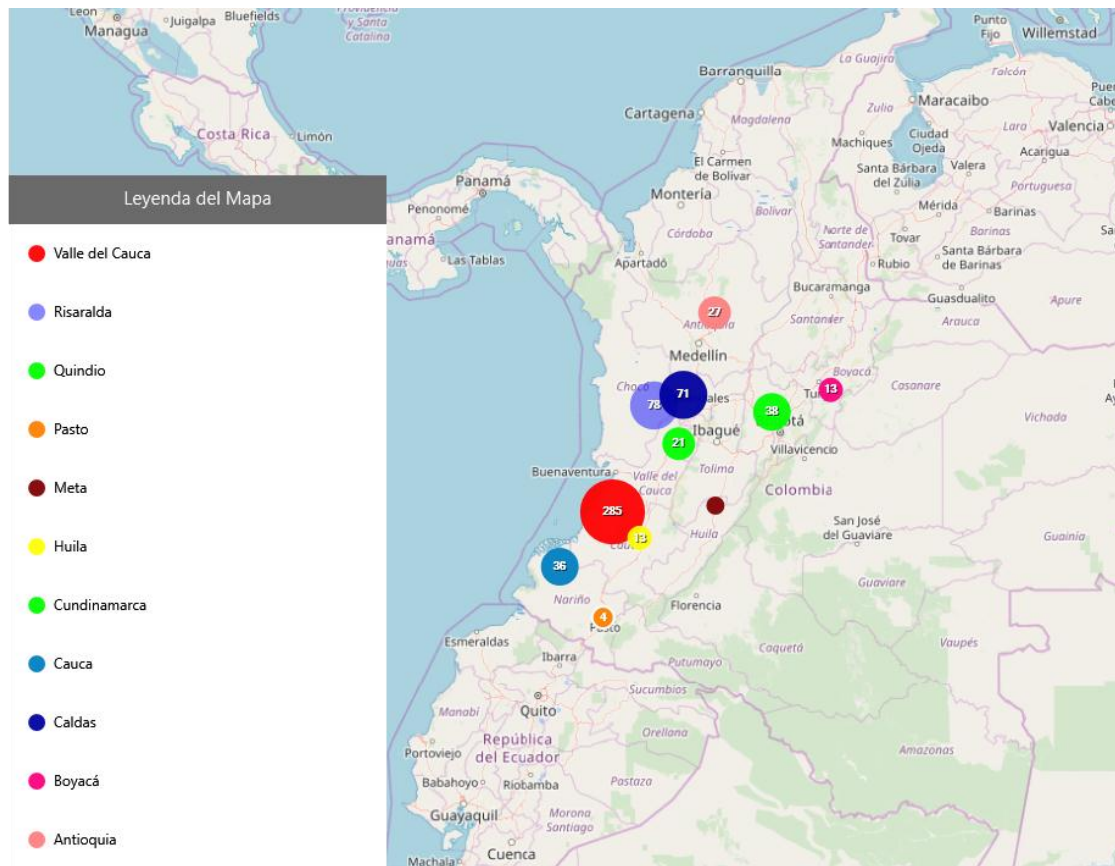 Leon
Juigalpa
Bluefields
Managua
Providencia
y Santa
Catalina
Punto
Fijo
Willemstad
La Guajira
Barranquilla
Falcón
Maracaibo
Cartagena
Zulia
Magdalena
Valencia
Costa Rica
Limón
Machiques
Ciudad
Ojeda
Lara
Acarigua
El Carmen
de Bolívar
Santa Bárbara
del Zulia
Valera
Panamá
Montería
Portuguesa
Leyenda del Mapa
Penonomé
Bolívar
Norte de
Santander
Mérida
Barinas
Córdoba
Tovar
Barinas
Las Tablas
Apartadó
Rubio
Santa Bárbara
de Barinas
Valle del Cauca
Bucaramanga
Guasdualito
Apure
Risaralda
27
Santander
Arauca
Medellín
Quindio
Boyacá
Chocó
71
13
Casanare
78
38
Vichada
Ibagué
21
Pasto
Villavicencio
Buenaventura
Valle del
Cauca
Tolima
Meta
Colombia
285
San José
del Guaviare
Huila
13
Huila
Guainía
36
Guaviare
Cundinamarca
Nariño
Florencia
4
Pasto
Esmeraldas
Vaupés
Cauca
Ibarra
Caquetá
Putumayo
Quito
Sucumbíos
Manabí
Caldas
República
del Ecuador
Orellana
Portoviejo
Amazonas
Babahoyo
Riobamba
Pastaza
Boyacá
Guayaquil
Morona
Santiago
Antioquia
Cuenca
Machala